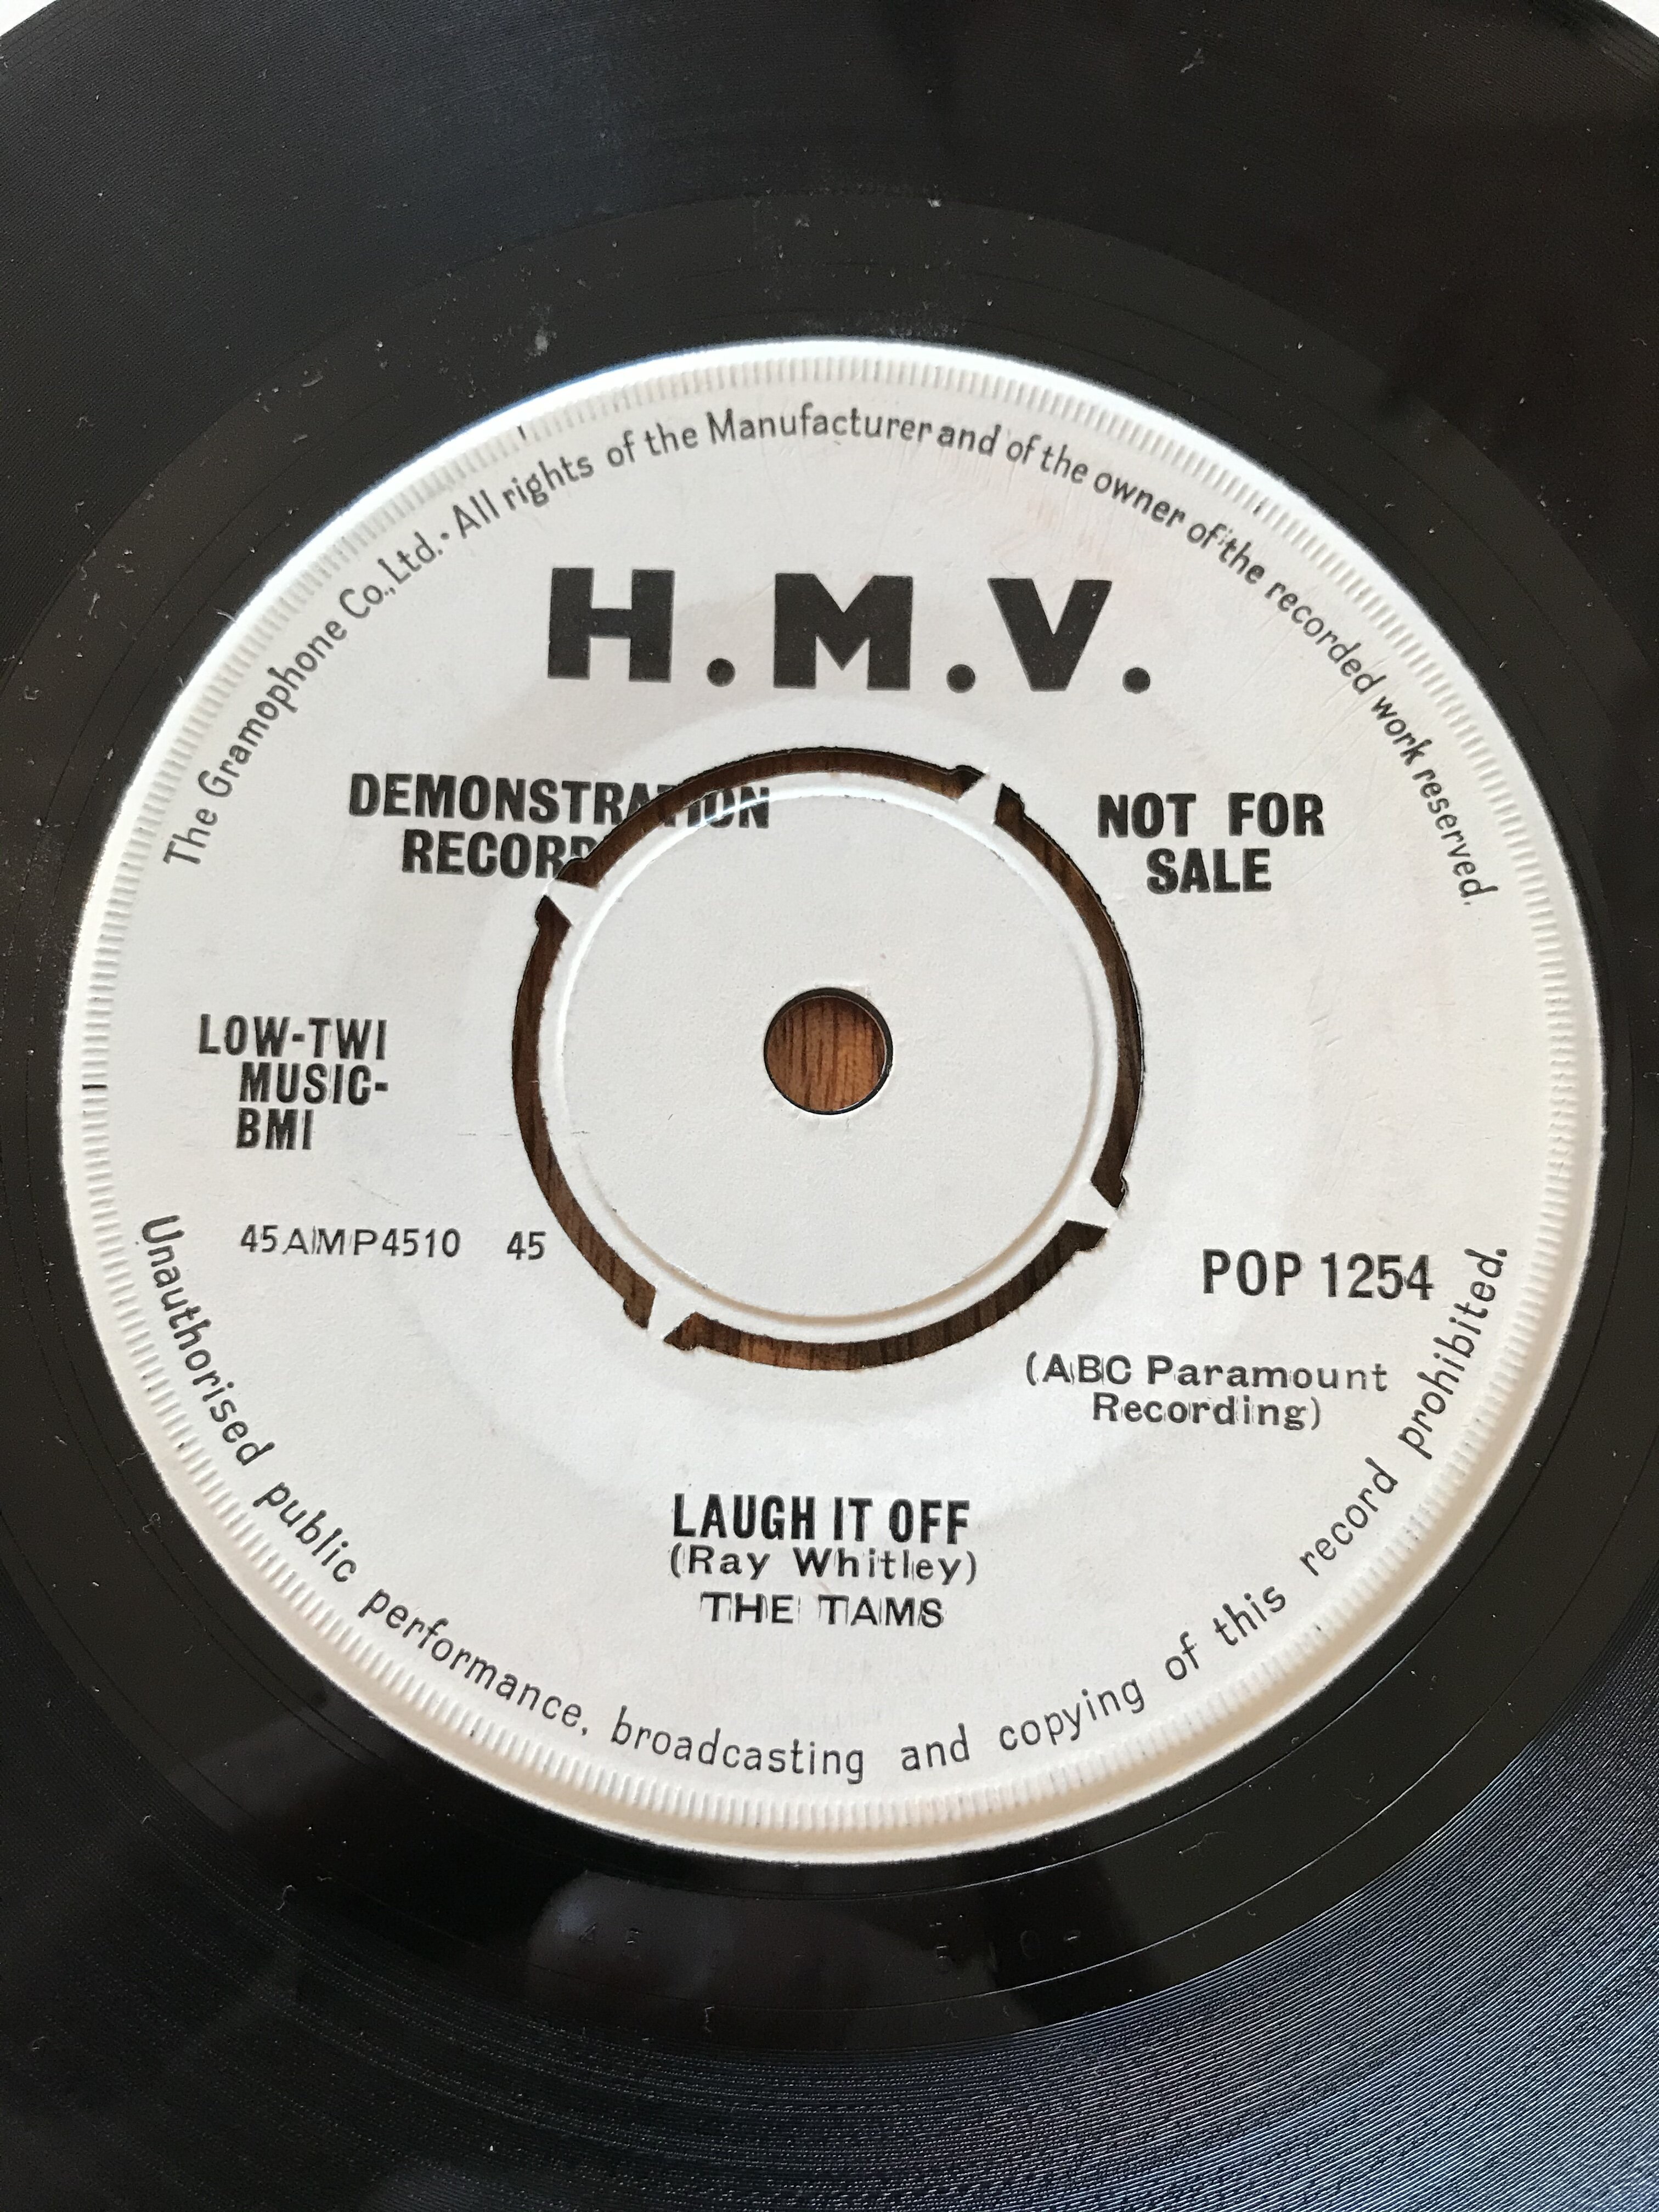 The Gramophone Co., Ltd. · All rights of the Manufacturer and of the owner of the recorded work reserved.
H.M.V.
DEMONSTRATION
RECORD
NOT FOR
SALE
LOW-TWI
MUSIC-
BMI
45AMP4510 45
POP 1254
(ABC Paramount
Recording)
LAUGH IT OFF
(Ray Whitley)
THE TAMS
Unauthorised public performance, broadcasting and copying of this record prohibited.